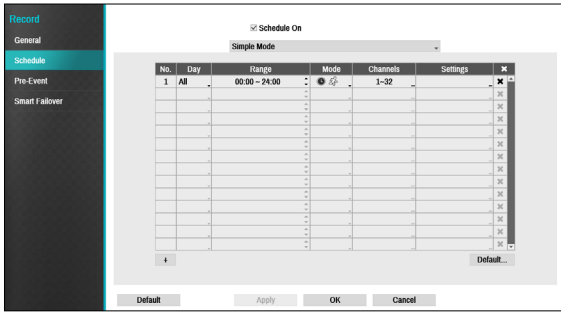 Record
General
Schedule
Pre-Event
Smart Failover
Schedule On
Simple Mode
No. Day Range Mode Channels Settings
1 All 00:00 ~ 24:00 1~32
+ Default...
Default Apply OK Cancel